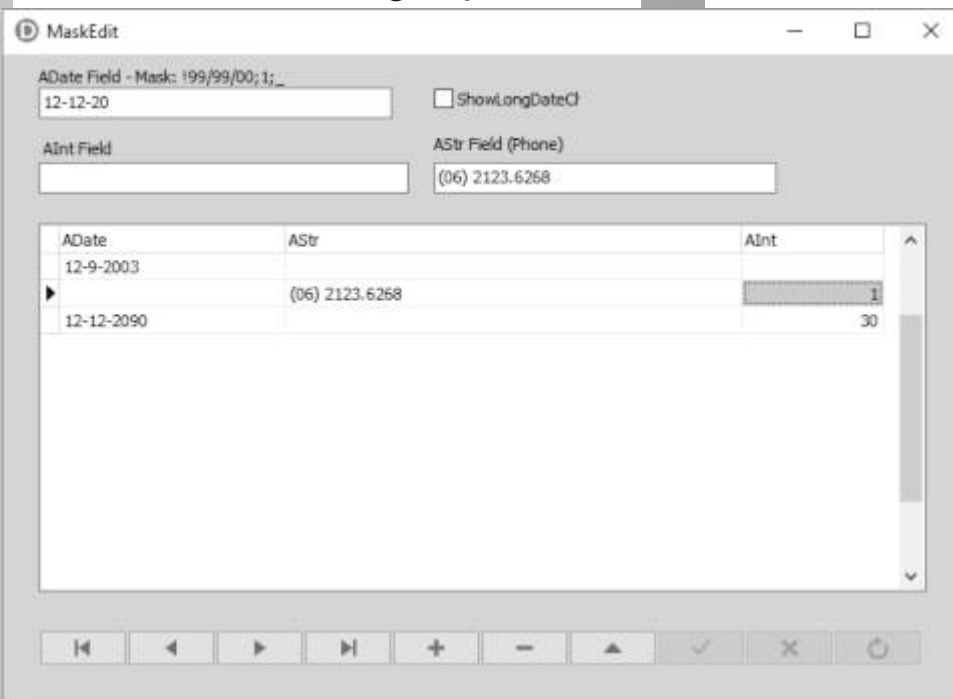 MaskEdit
ADate Field - Mask: !99/99/00;1;_
12-12-20
ShowLongDateCl
AInt Field
AStr Field (Phone)
(06) 2123.6268
ADate AStr AInt
12-9-2003
(06) 2123.6268 1
12-12-2090 30